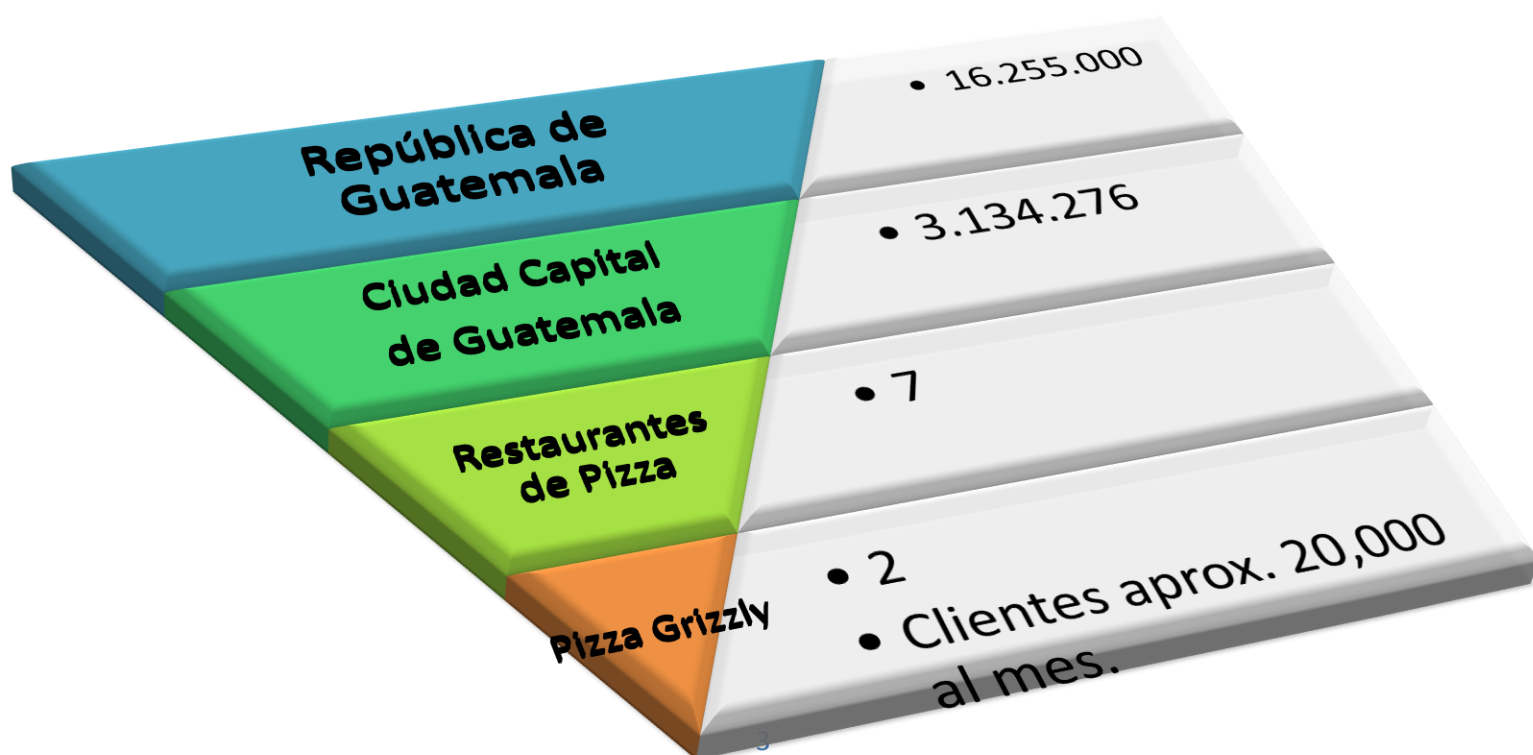 República de
Guatemala
• 16.255.000
Ciudad Capital
de Guatemala
• 3.134.276
Restaurantes
de Pizza
• 7
Pizza Grizzly
• 2
• Clientes aprox. 20,000
al mes.
3